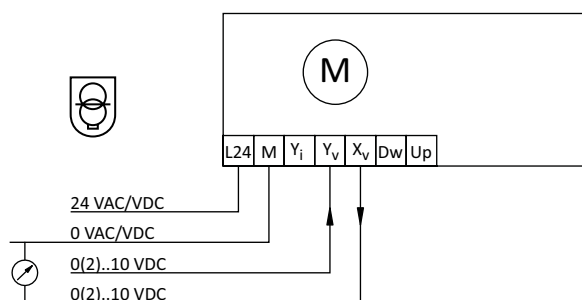 M
L24 M Yi Yv Xv Dw Up
24 VAC/VDC
0 VAC/VDC
0(2)..10 VDC
0(2)..10 VDC